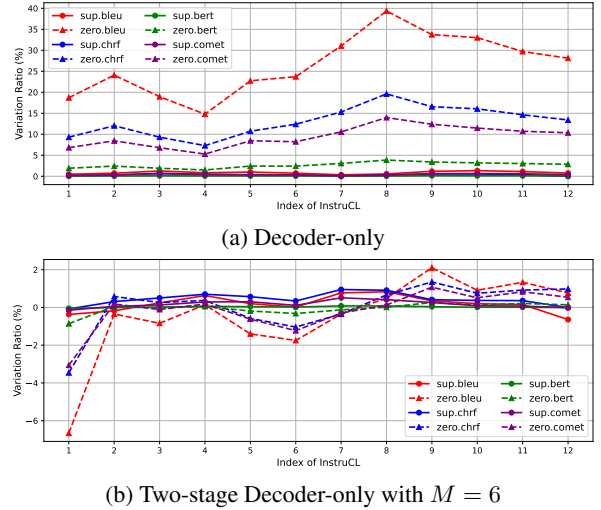 40
35
30
25
20
15
10
5
0
Variation Ratio (%)
sup.bleu
zero.bleu
sup.chrf
zero.chrf
sup.bert
zero.bert
sup.comet
zero.comet
1 2 3 4 5 6 7 8 9 10 11 12
Index of InstruCL
(a) Decoder-only
2
0
−2
−4
−6
Variation Ratio (%)
sup.bleu
zero.bleu
sup.chrf
zero.chrf
sup.bert
zero.bert
sup.comet
zero.comet
1 2 3 4 5 6 7 8 9 10 11 12
Index of InstruCL
(b) Two-stage Decoder-only with M = 6